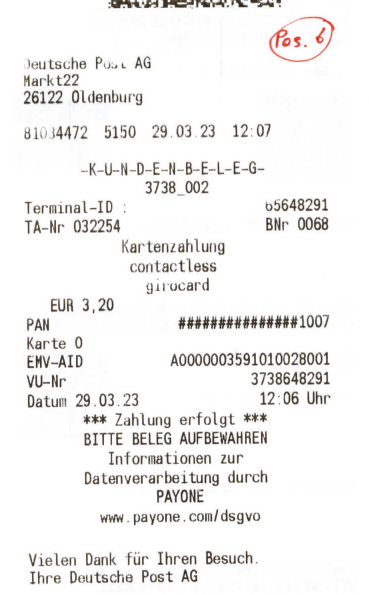 Pos. 6
Deutsche Post AG
Markt22
26122 Oldenburg
81034472 5150 29.03.23 12:07
-K-U-N-D-E-N-B-E-L-E-G-
3738_002
Terminal-ID : 65648291
TA-Nr 032254 BNr 0068
Kartenzahlung
contactless
girocard
EUR 3,20
PAN ###############1007
Karte 0
EMV-AID A0000003591010028001
VU-Nr 3738648291
Datum 29.03.23 12:06 Uhr
*** Zahlung erfolgt ***
BITTE BELEG AUFBEWAHREN
Informationen zur
Datenverarbeitung durch
PAYONE
www.payone.com/dsgvo
Vielen Dank für Ihren Besuch.
Ihre Deutsche Post AG